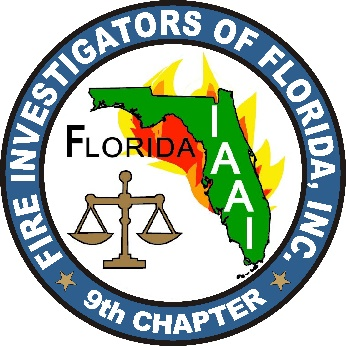 FIRE INVESTIGATORS OF FLORIDA, INC.
FLORIDA
IAAI
9th CHAPTER